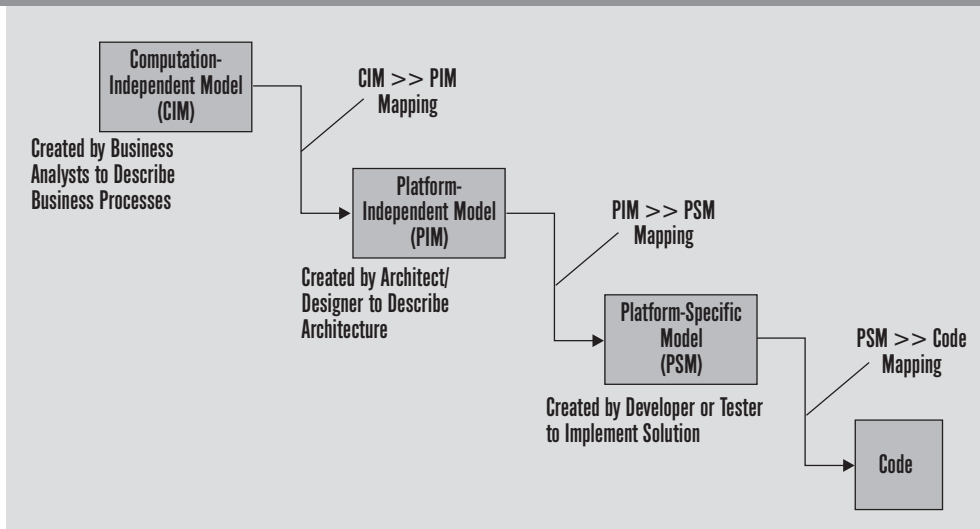 Computation-
Independent Model
(CIM)
CIM >> PIM
Mapping
Created by Business
Analysts to Describe
Business Processes
Platform-
Independent Model
(PIM)
PIM >> PSM
Mapping
Created by Architect/
Designer to Describe
Architecture
Platform-Specific
Model
(PSM)
PSM >> Code
Mapping
Created by Developer or Tester
to Implement Solution
Code